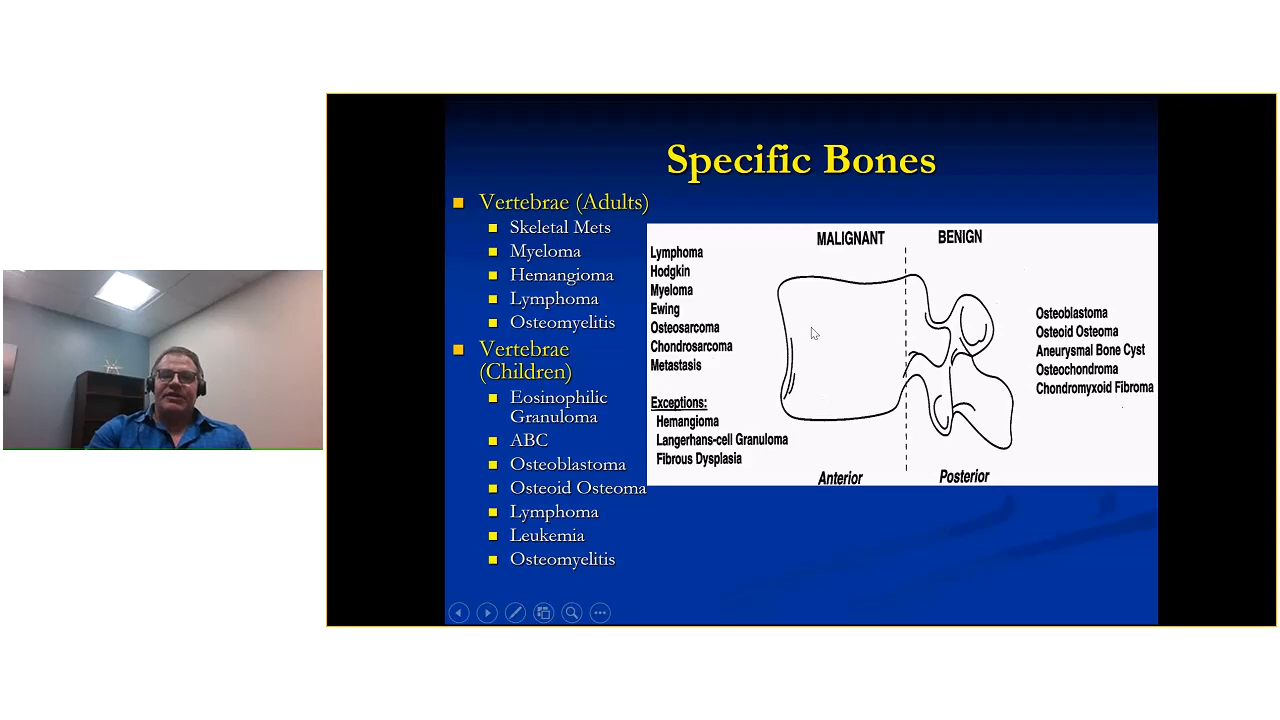 Specific Bones
Vertebrae (Adults)
Skeletal Mets
Myeloma
Hemangioma
Lymphoma
Osteomyelitis
Vertebrae
(Children)
Eosinophilic
Granuloma
ABC
Osteoblastoma
Osteoid Osteoma
Lymphoma
Leukemia
Osteomyelitis
MALIGNANT
BENIGN
Lymphoma
Hodgkin
Myeloma
Ewing
Osteosarcoma
Chondrosarcoma
Metastasis
Exceptions:
Hemangioma
Langerhans-cell Granuloma
Fibrous Dysplasia
Osteoblastoma
Osteoid Osteoma
Aneurysmal Bone Cyst
Osteochondroma
Chondromyxoid Fibroma
Anterior
Posterior